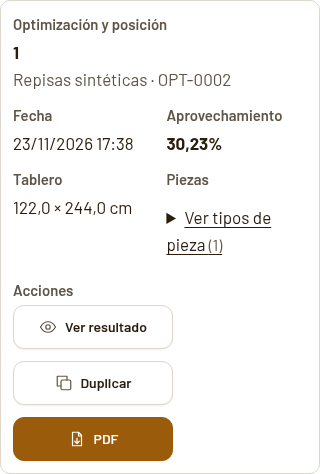 Optimización y posición
1
Repisas sintéticas · OPT-0002
Fecha
23/11/2026 17:38
Aprovechamiento
30,23%
Tablero
122,0 × 244,0 cm
Piezas
▶ Ver tipos de
pieza (1)
Acciones
Ver resultado
Duplicar
PDF